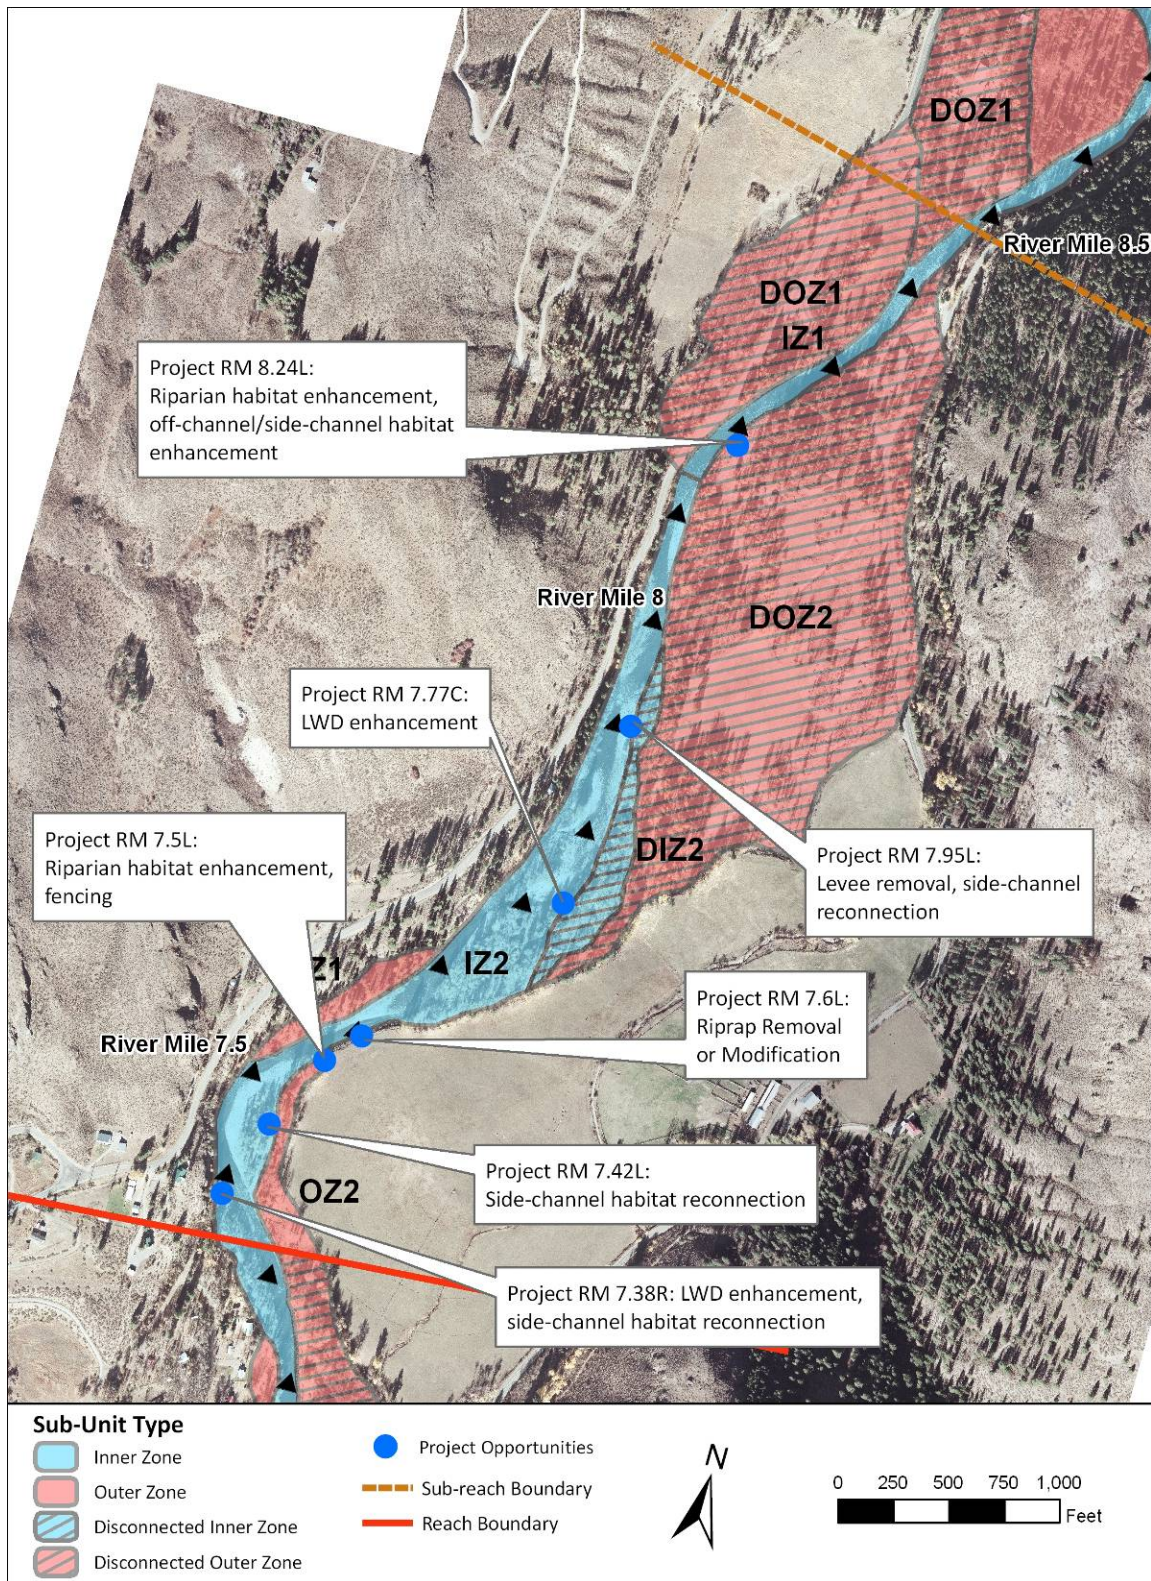 DOZ1
River Mile 8.5
DOZ1
IZ1
Project RM 8.24L:
Riparian habitat enhancement,
off-channel/side-channel habitat
enhancement
River Mile 8
DOZ2
Project RM 7.77C:
LWD enhancement
Project RM 7.5L:
Riparian habitat enhancement,
fencing
DIZ2
Project RM 7.95L:
Levee removal, side-channel
reconnection
Z1
IZ2
Project RM 7.6L:
Riprap Removal
or Modification
River Mile 7.5
Project RM 7.42L:
Side-channel habitat reconnection
OZ2
Project RM 7.38R: LWD enhancement,
side-channel habitat reconnection
Sub-Unit Type
Inner Zone
Outer Zone
Disconnected Inner Zone
Disconnected Outer Zone
Project Opportunities
Sub-reach Boundary
Reach Boundary
N
0 250 500 750 1,000
Feet